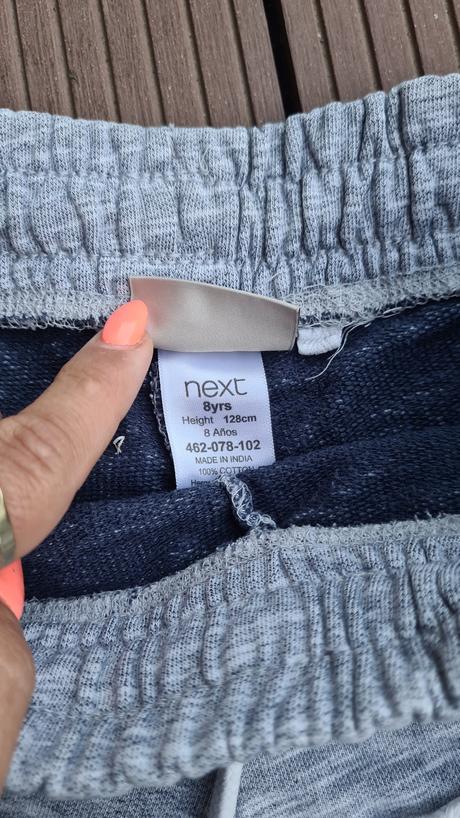 next
8yrs
Height 128cm
8 Años
462-078-102
MADE IN INDIA
100% COTTON